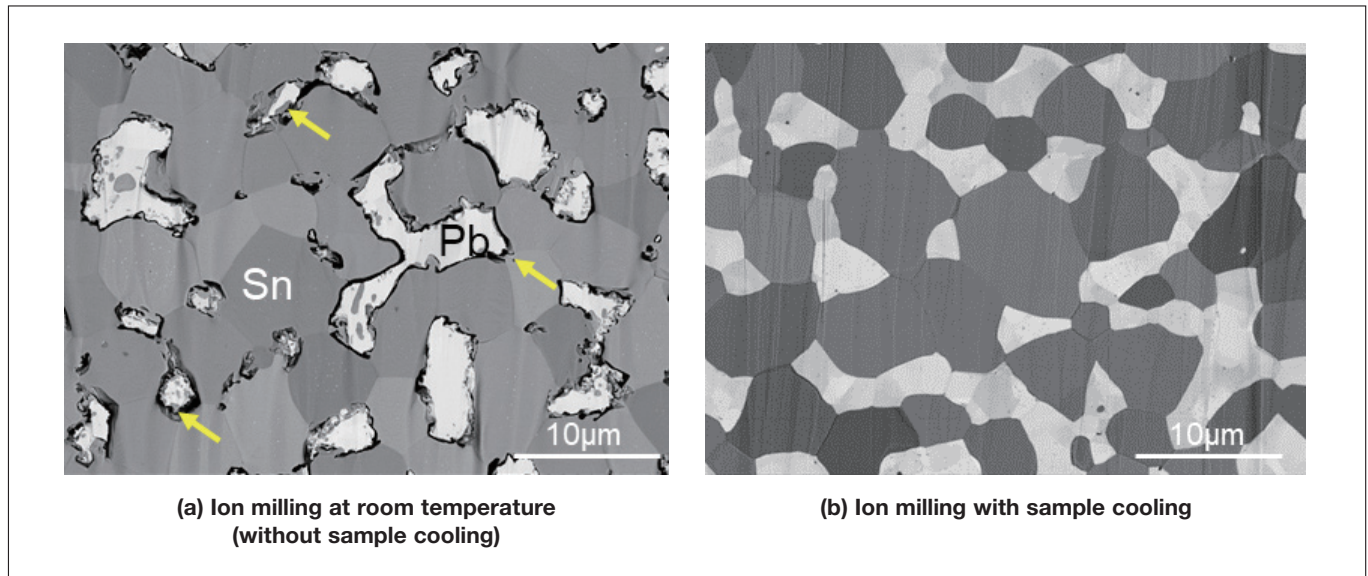 Pb
Sn
10µm
10µm
(a) Ion milling at room temperature
(without sample cooling)
(b) Ion milling with sample cooling